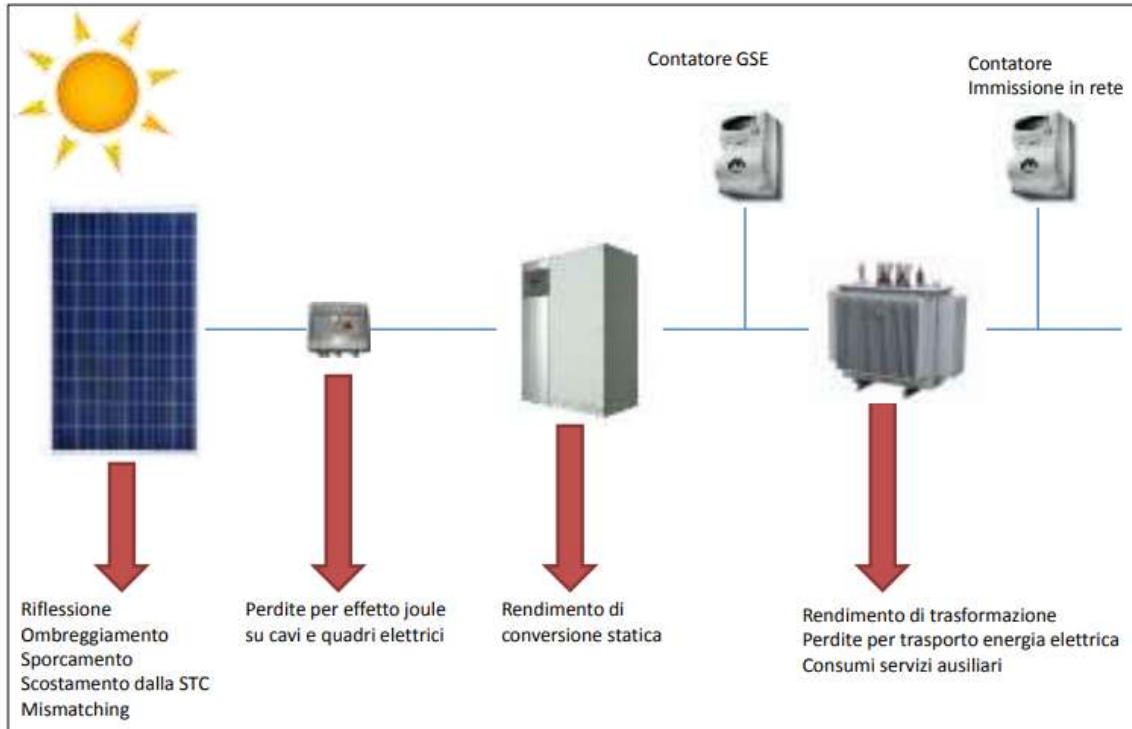 Contatore GSE
Contatore
Immissione in rete
Riflessione
Ombreggiamento
Sporcamento
Scostamento dalla STC
Mismatching
Perdite per effetto joule
su cavi e quadri elettrici
Rendimento di
conversione statica
Rendimento di trasformazione
Perdite per trasporto energia elettrica
Consumi servizi ausiliari